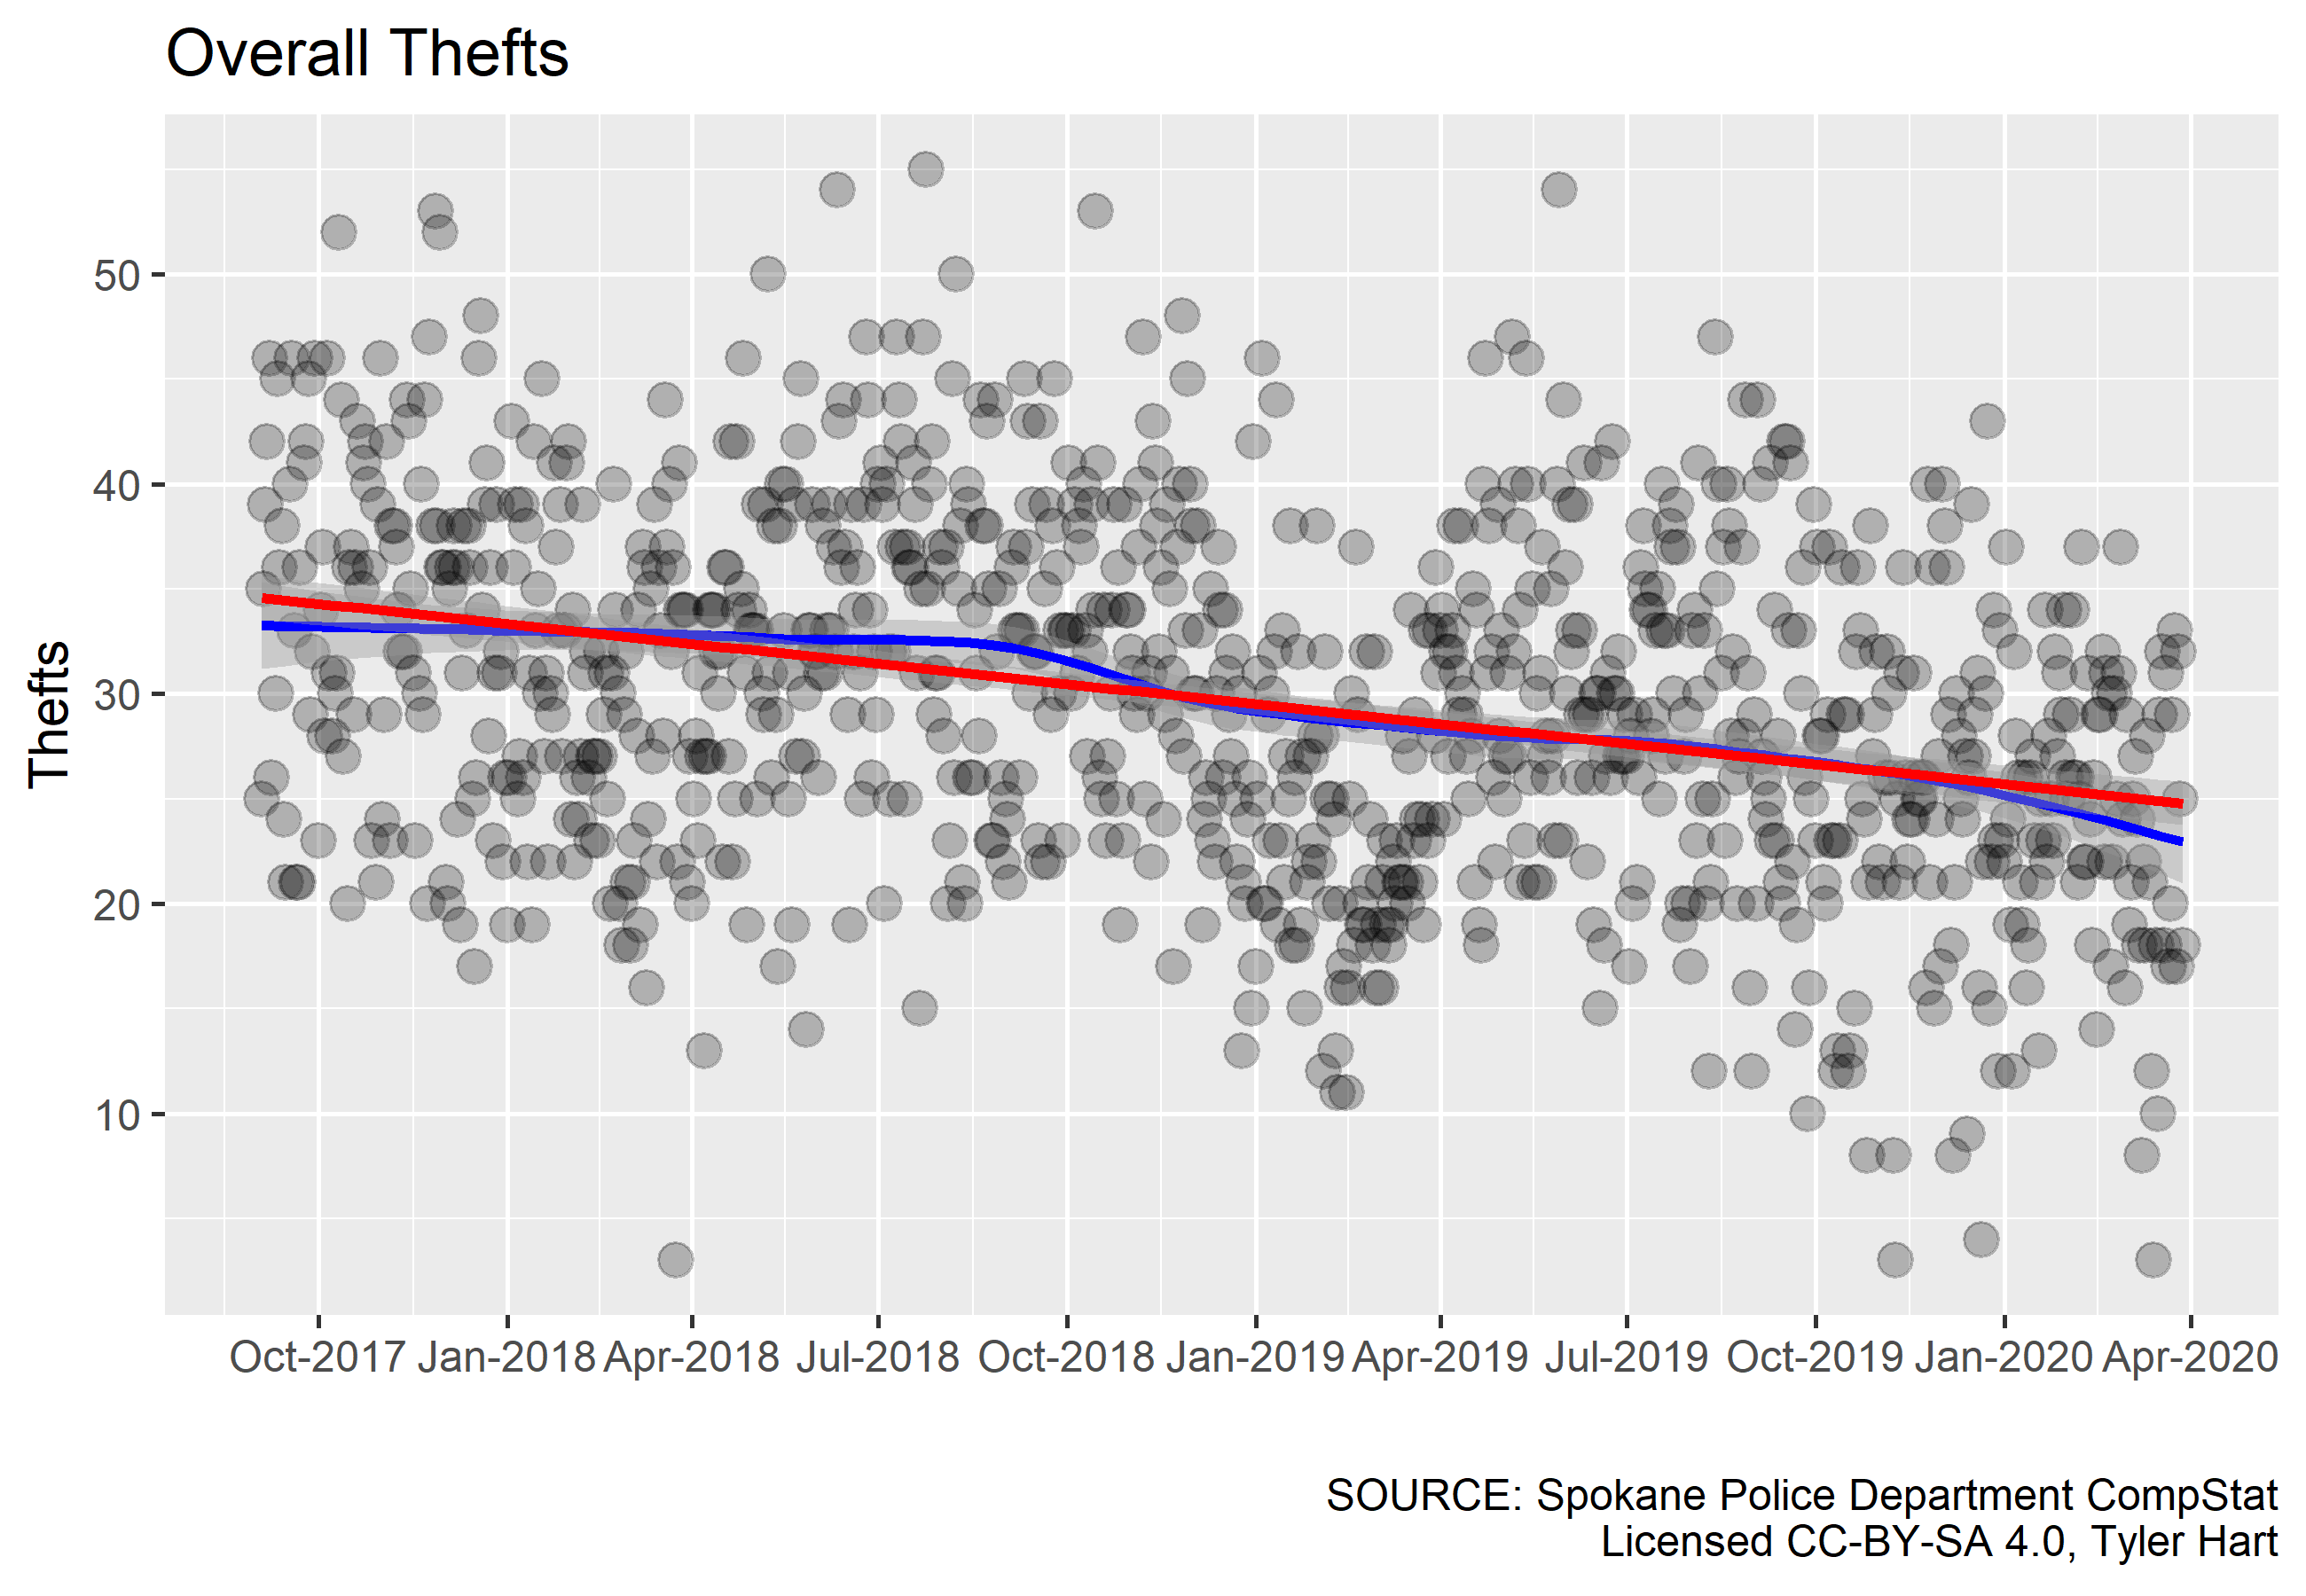 Overall Thefts
Thefts
50
40
30
20
10
Oct-2017 Jan-2018 Apr-2018 Jul-2018 Oct-2018 Jan-2019 Apr-2019 Jul-2019 Oct-2019 Jan-2020 Apr-2020
SOURCE: Spokane Police Department CompStat
Licensed CC-BY-SA 4.0, Tyler Hart